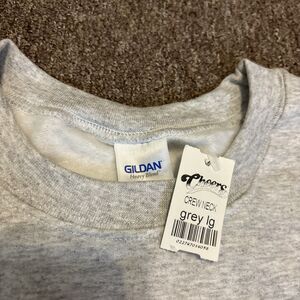 GILDAN
Heavy Blend
Cheers
CREW NECK
grey lg